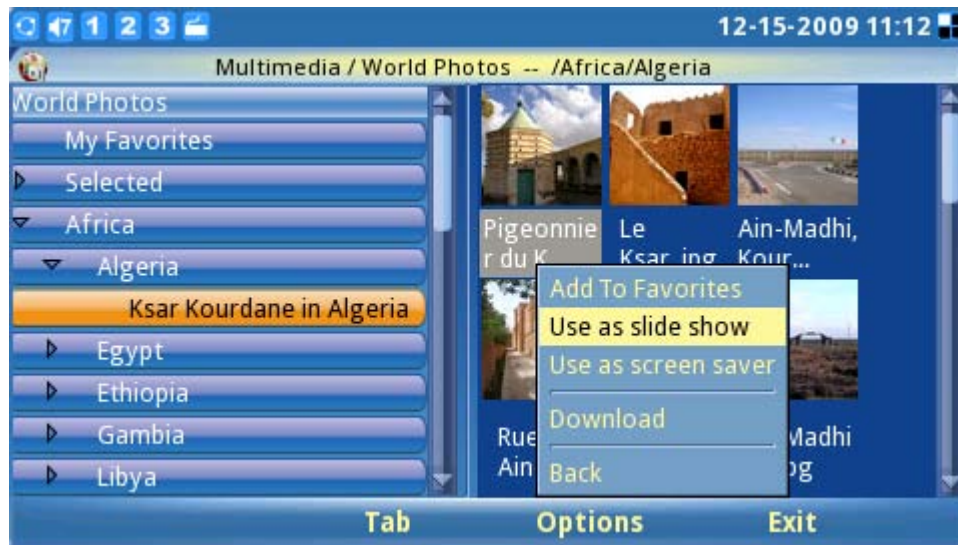 7 1 2 3
12-15-2009 11:12
Multimedia / World Photos -- /Africa/Algeria
World Photos
My Favorites
Selected
Africa
Algeria
Ksar Kourdane in Algeria
Egypt
Ethiopia
Gambia
Libya
Pigeonnie
r du K
Le
Ksar.jpg
Ain-Madhi,
Kour...
Rue
Ain
Madhi
Add To Favorites
Use as slide show
Use as screen saver
Download
Back
Tab
Options
Exit